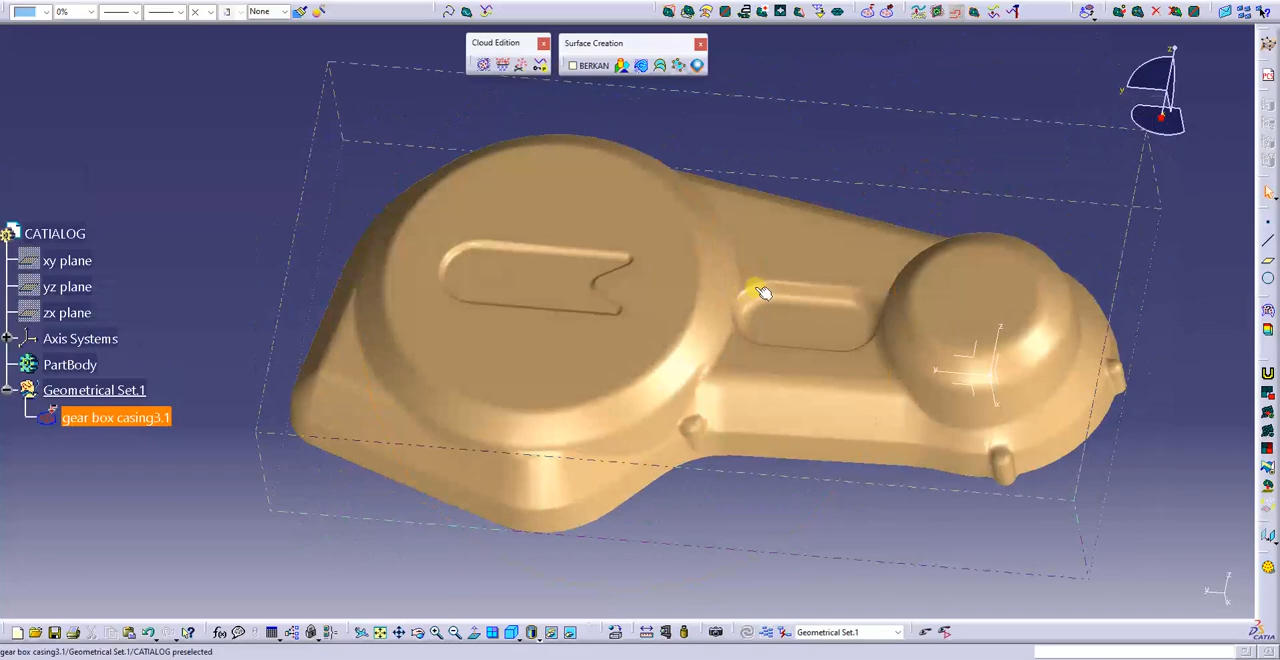 0%
None
Cloud Edition
Surface Creation
BERKAN
z
y
CATIALOG
xy plane
yz plane
zx plane
Axis Systems
PartBody
Geometrical Set.1
gear box casing3.1
z
y
x
Geometrical Set.1
gear box casing3.1/Geometrical Set.1/CATIALOG preselected
CATIA